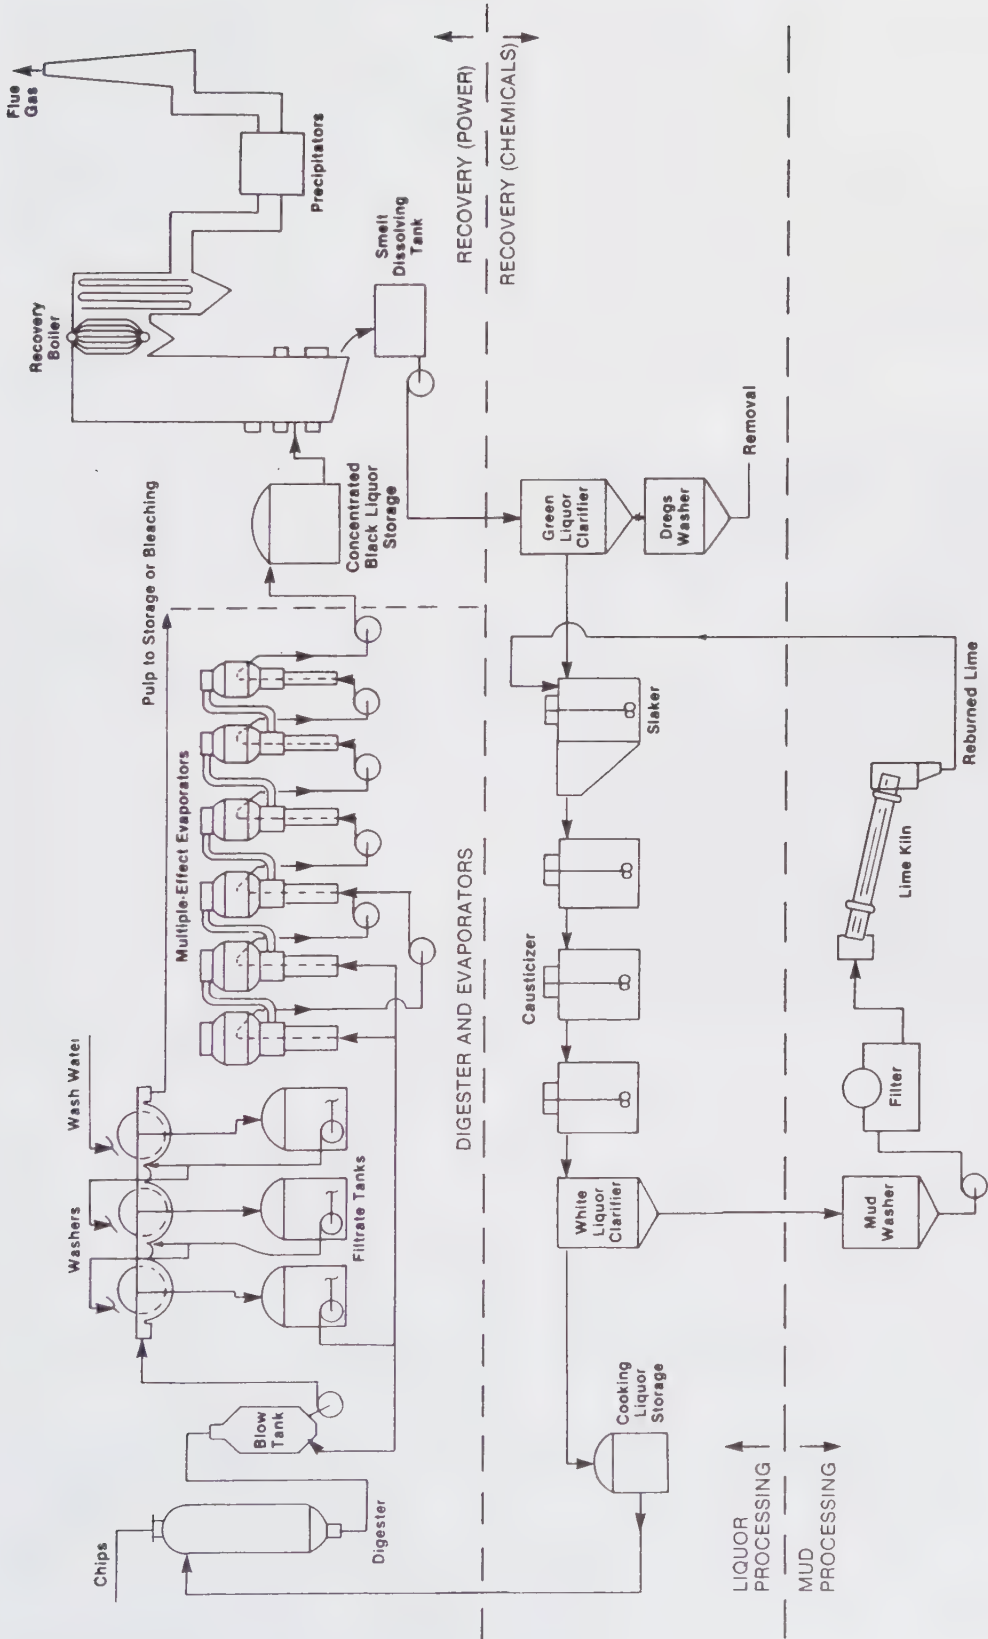 Flue
Gas
Precipitators
Recovery
Boiler
Smelt
Dissolving
Tank
RECOVERY (POWER)
RECOVERY (CHEMICALS)
Concentrated
Black Liquor
Storage
Pulp to Storage or Bleaching
Multiple-Effect Evaporators
Wash Water
Washers
Filtrate Tanks
Blow
Tank
Chips
Digester
DIGESTER AND EVAPORATORS
Green
Liquor
Clarifier
Dregs
Washer
Removal
Slaker
Causticizer
White
Liquor
Clarifier
Cooking
Liquor
Storage
LIQUOR
PROCESSING
MUD
PROCESSING
Mud
Washer
Filter
Lime Kiln
Reburned Lime